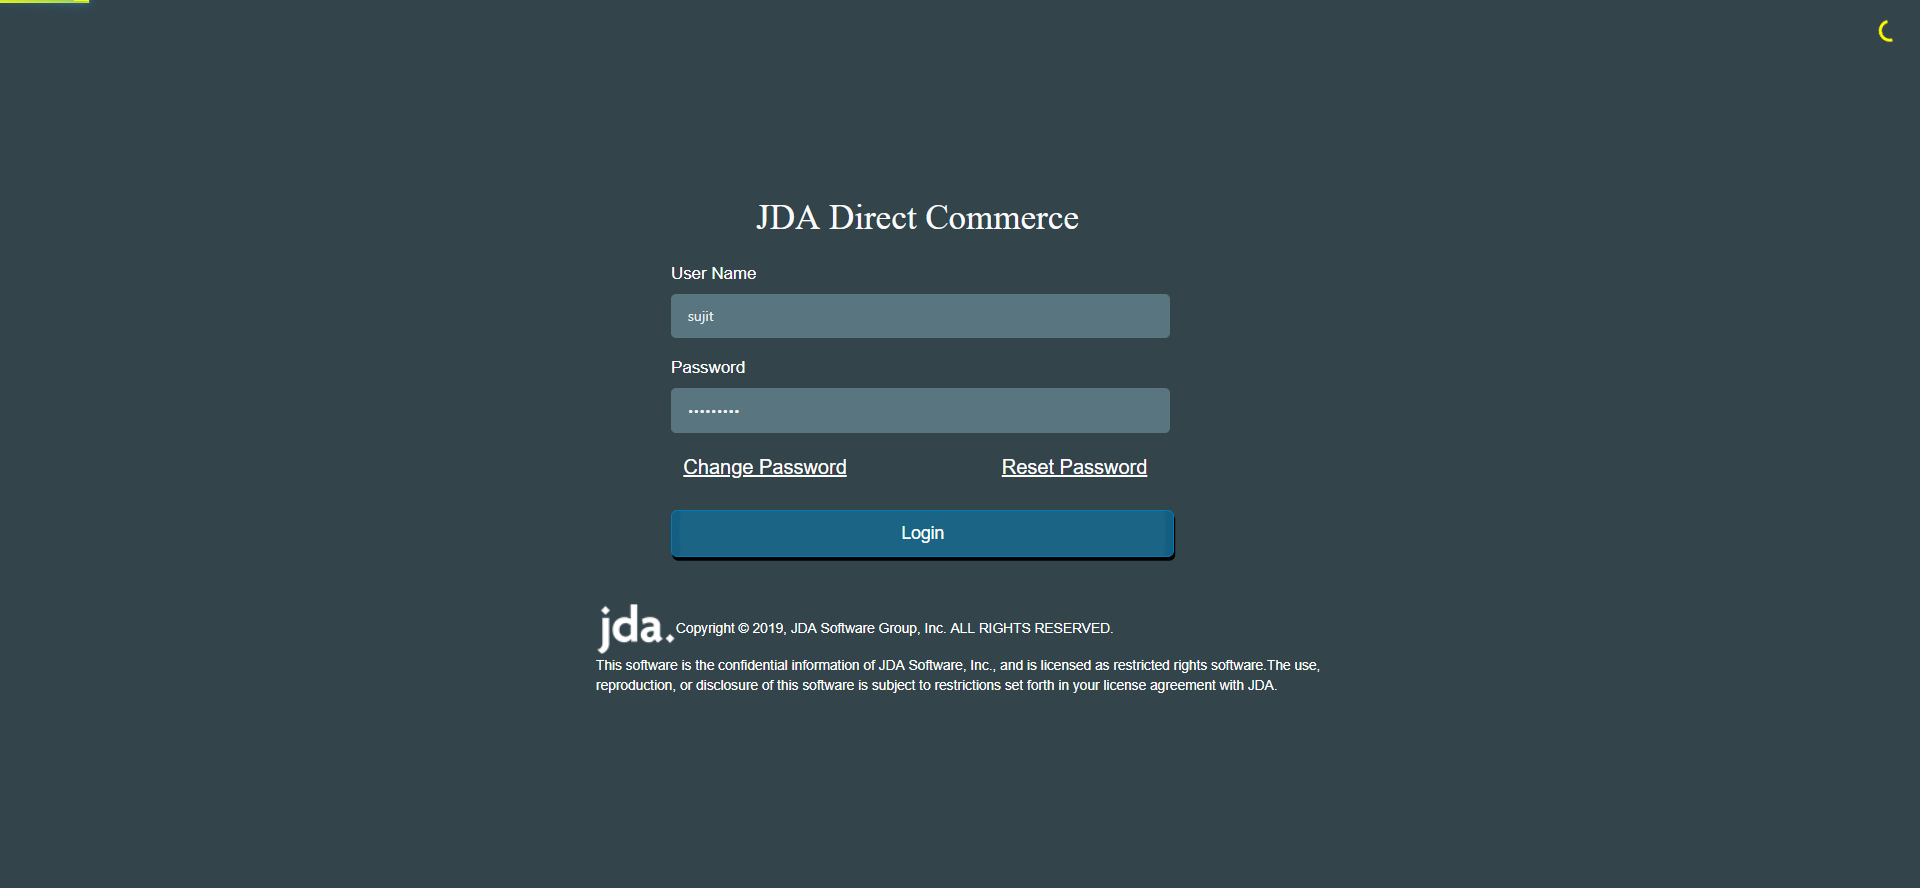 JDA Direct Commerce
User Name
sujit
Password
•••••••••
Change Password Reset Password
Login
jda. Copyright © 2019, JDA Software Group, Inc. ALL RIGHTS RESERVED.
This software is the confidential information of JDA Software, Inc., and is licensed as restricted rights software.The use,
reproduction, or disclosure of this software is subject to restrictions set forth in your license agreement with JDA.